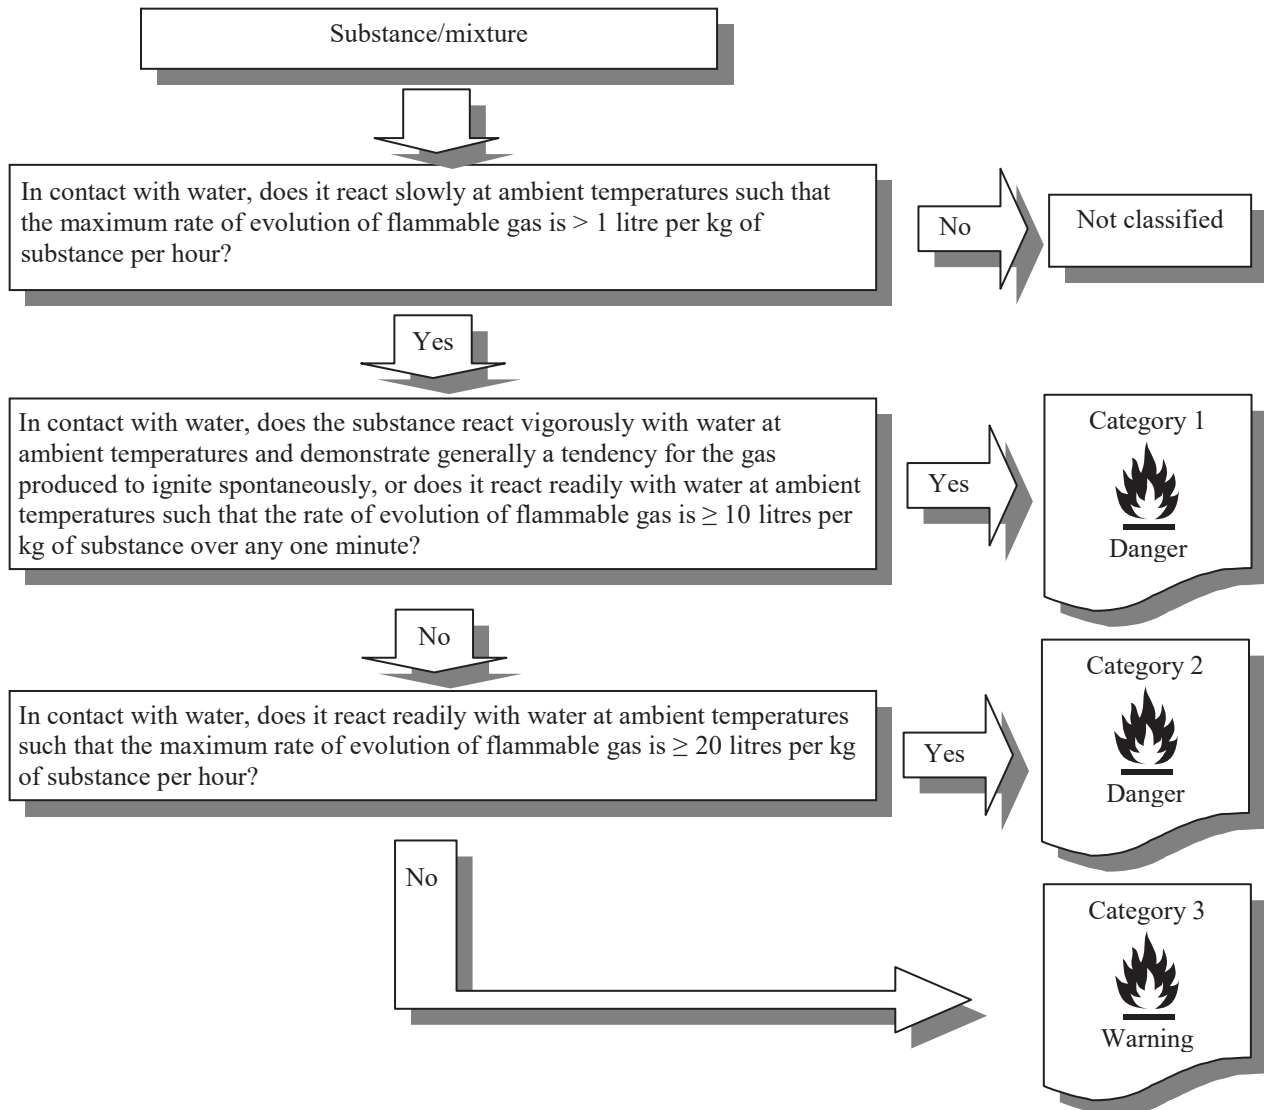 Substance/mixture
In contact with water, does it react slowly at ambient temperatures such that
the maximum rate of evolution of flammable gas is > 1 litre per kg of
substance per hour?
No
Not classified
Yes
In contact with water, does the substance react vigorously with water at
ambient temperatures and demonstrate generally a tendency for the gas
produced to ignite spontaneously, or does it react readily with water at ambient
temperatures such that the rate of evolution of flammable gas is ≥ 10 litres per
kg of substance over any one minute?
Yes
Category 1
Danger
No
In contact with water, does it react readily with water at ambient temperatures
such that the maximum rate of evolution of flammable gas is ≥ 20 litres per kg
of substance per hour?
Yes
Category 2
Danger
No
Category 3
Warning